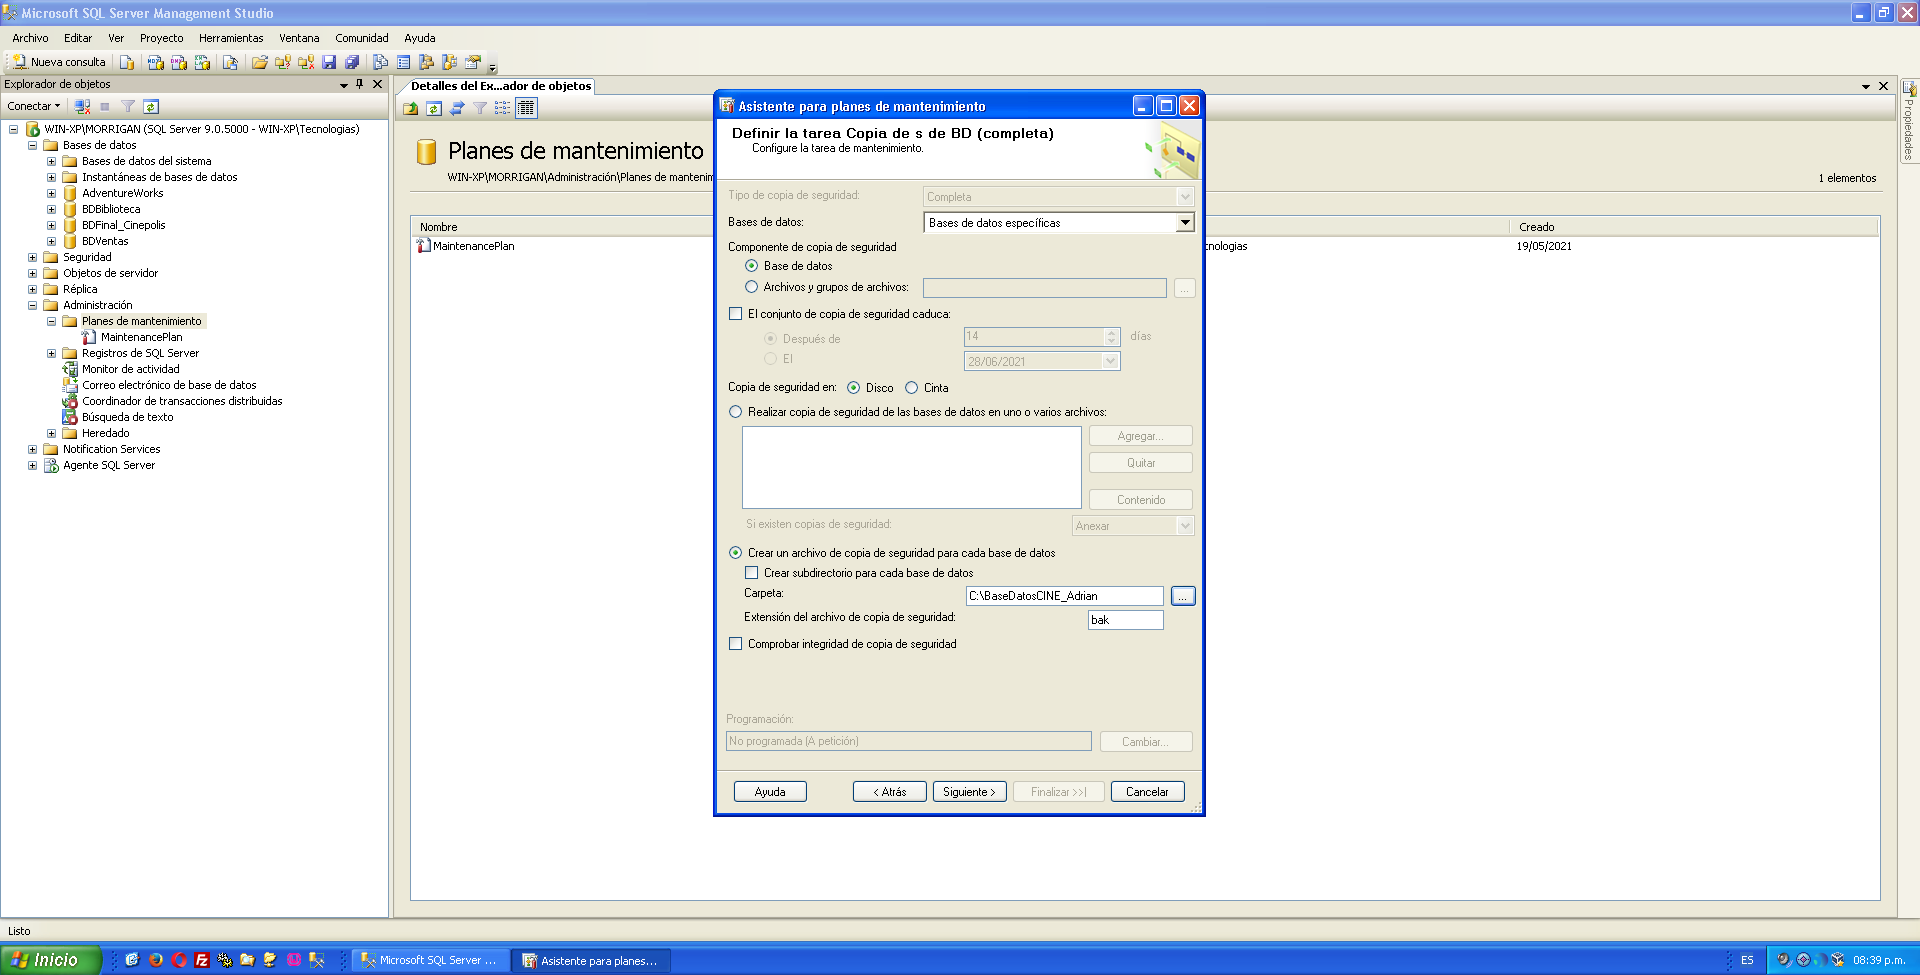 Microsoft SQL Server Management Studio
Archivo Editar Ver Proyecto Herramientas Ventana Comunidad Ayuda
Nueva consulta
Explorador de objetos
Conectar
WIN-XP\MORRIGAN (SQL Server 9.0.5000 - WIN-XP\Tecnologias)
Bases de datos
Bases de datos del sistema
Instantáneas de bases de datos
AdventureWorks
BDBiblioteca
BDFinal_Cinepolis
BDVentas
Seguridad
Objetos de servidor
Réplica
Administración
Planes de mantenimiento
MaintenancePlan
Registros de SQL Server
Monitor de actividad
Correo electrónico de base de datos
Coordinador de transacciones distribuidas
Búsqueda de texto
Heredado
Notification Services
Agente SQL Server
Detalles del Ex...ador de objetos
Planes de mantenimiento
WIN-XP\MORRIGAN\Administración\Planes de mantenim
1 elementos
Nombre Creado
MaintenancePlan cnologias 19/05/2021
Propiedades
Asistente para planes de mantenimiento
Definir la tarea Copia de s de BD (completa)
Configure la tarea de mantenimiento.
Tipo de copia de seguridad: Completa
Bases de datos: Bases de datos específicas
Componente de copia de seguridad
Base de datos
Archivos y grupos de archivos: ...
El conjunto de copia de seguridad caduca:
Después de 14 días
El 28/06/2021
Copia de seguridad en: Disco Cinta
Realizar copia de seguridad de las bases de datos en uno o varios archivos:
Agregar...
Quitar
Contenido
Si existen copias de seguridad: Anexar
Crear un archivo de copia de seguridad para cada base de datos
Crear subdirectorio para cada base de datos
Carpeta: C:\BaseDatosCINE_Adrian ...
Extensión del archivo de copia de seguridad: bak
Comprobar integridad de copia de seguridad
Programación:
No programada (A petición) Cambiar...
Ayuda < Atrás Siguiente > Finalizar >>| Cancelar
Listo
Inicio Microsoft SQL Server ... Asistente para planes... ES 08:39 p.m.